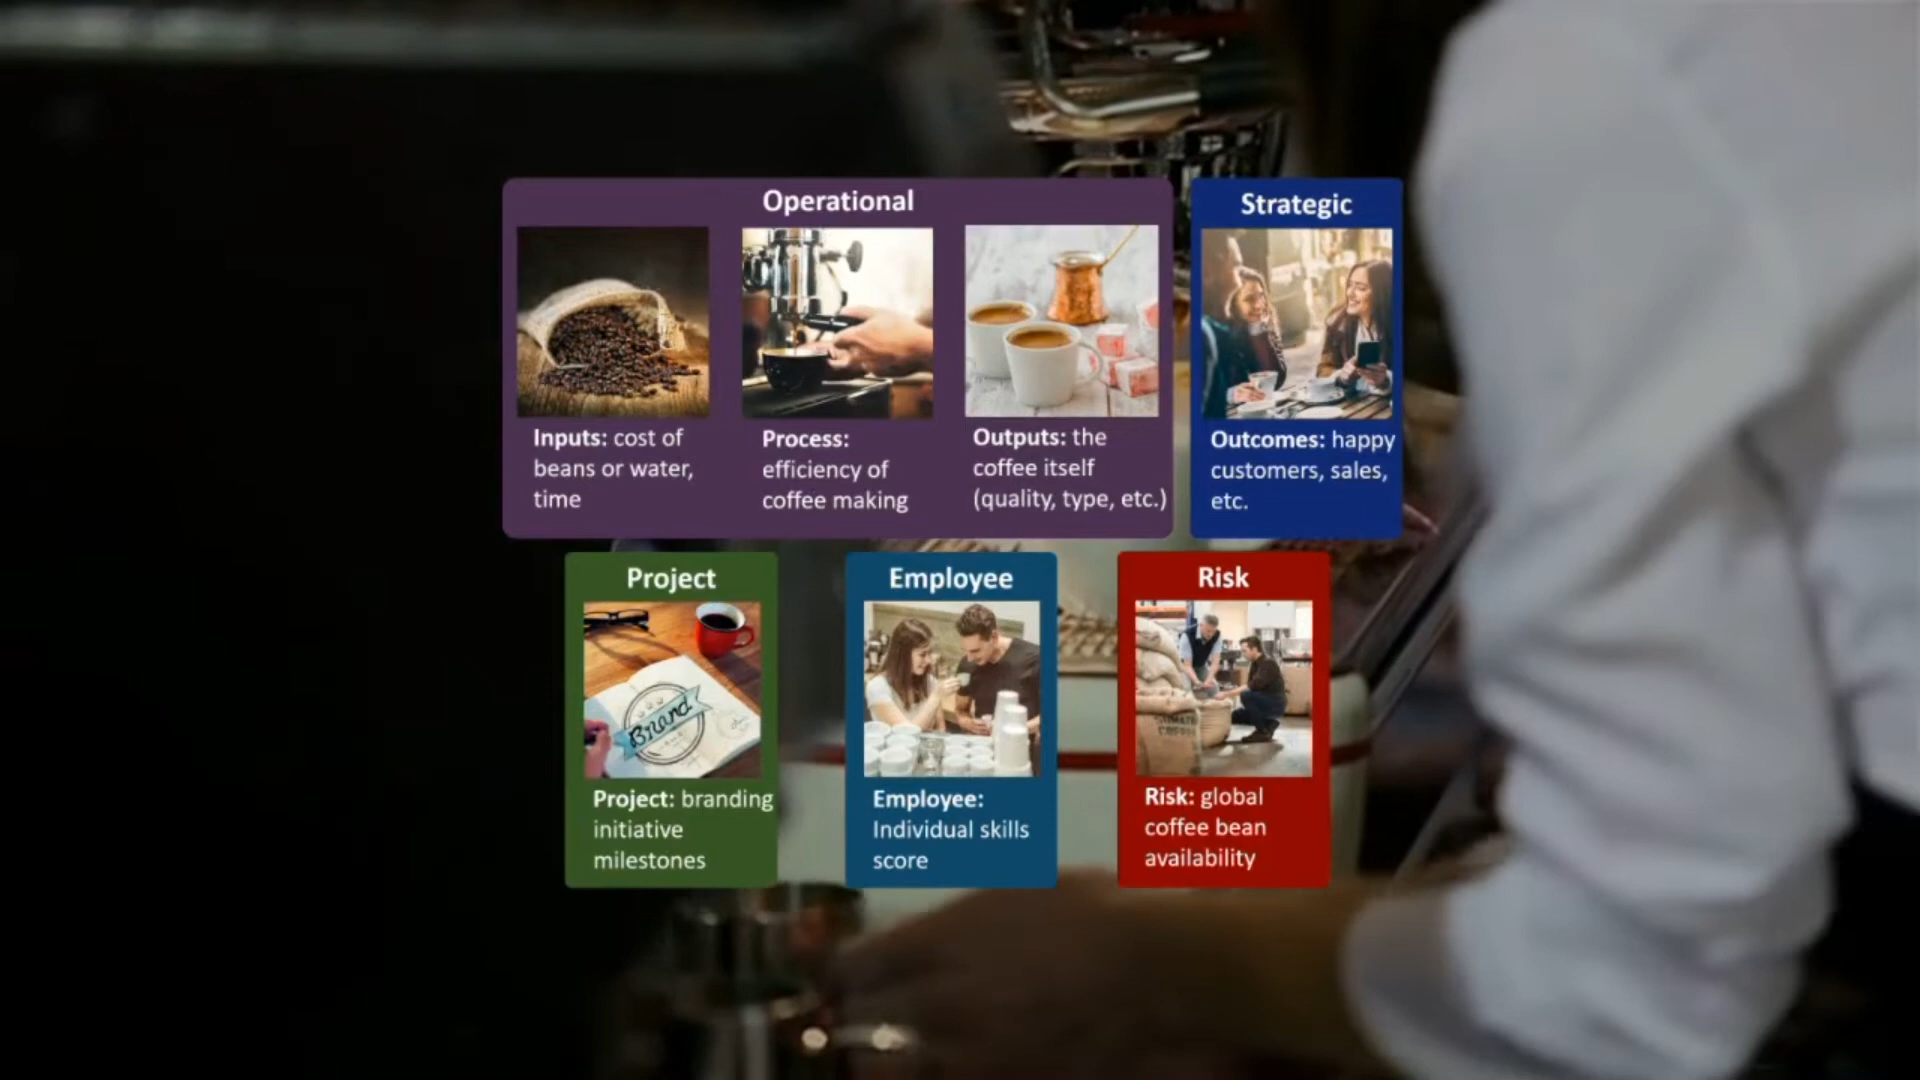 Operational
Inputs: cost of
beans or water,
time
Process:
efficiency of
coffee making
Outputs: the
coffee itself
(quality, type, etc.)
Strategic
Outcomes: happy
customers, sales,
etc.
Project
Brand
Project: branding
initiative
milestones
Employee
Employee:
Individual skills
score
Risk
COFFEE
Risk: global
coffee bean
availability